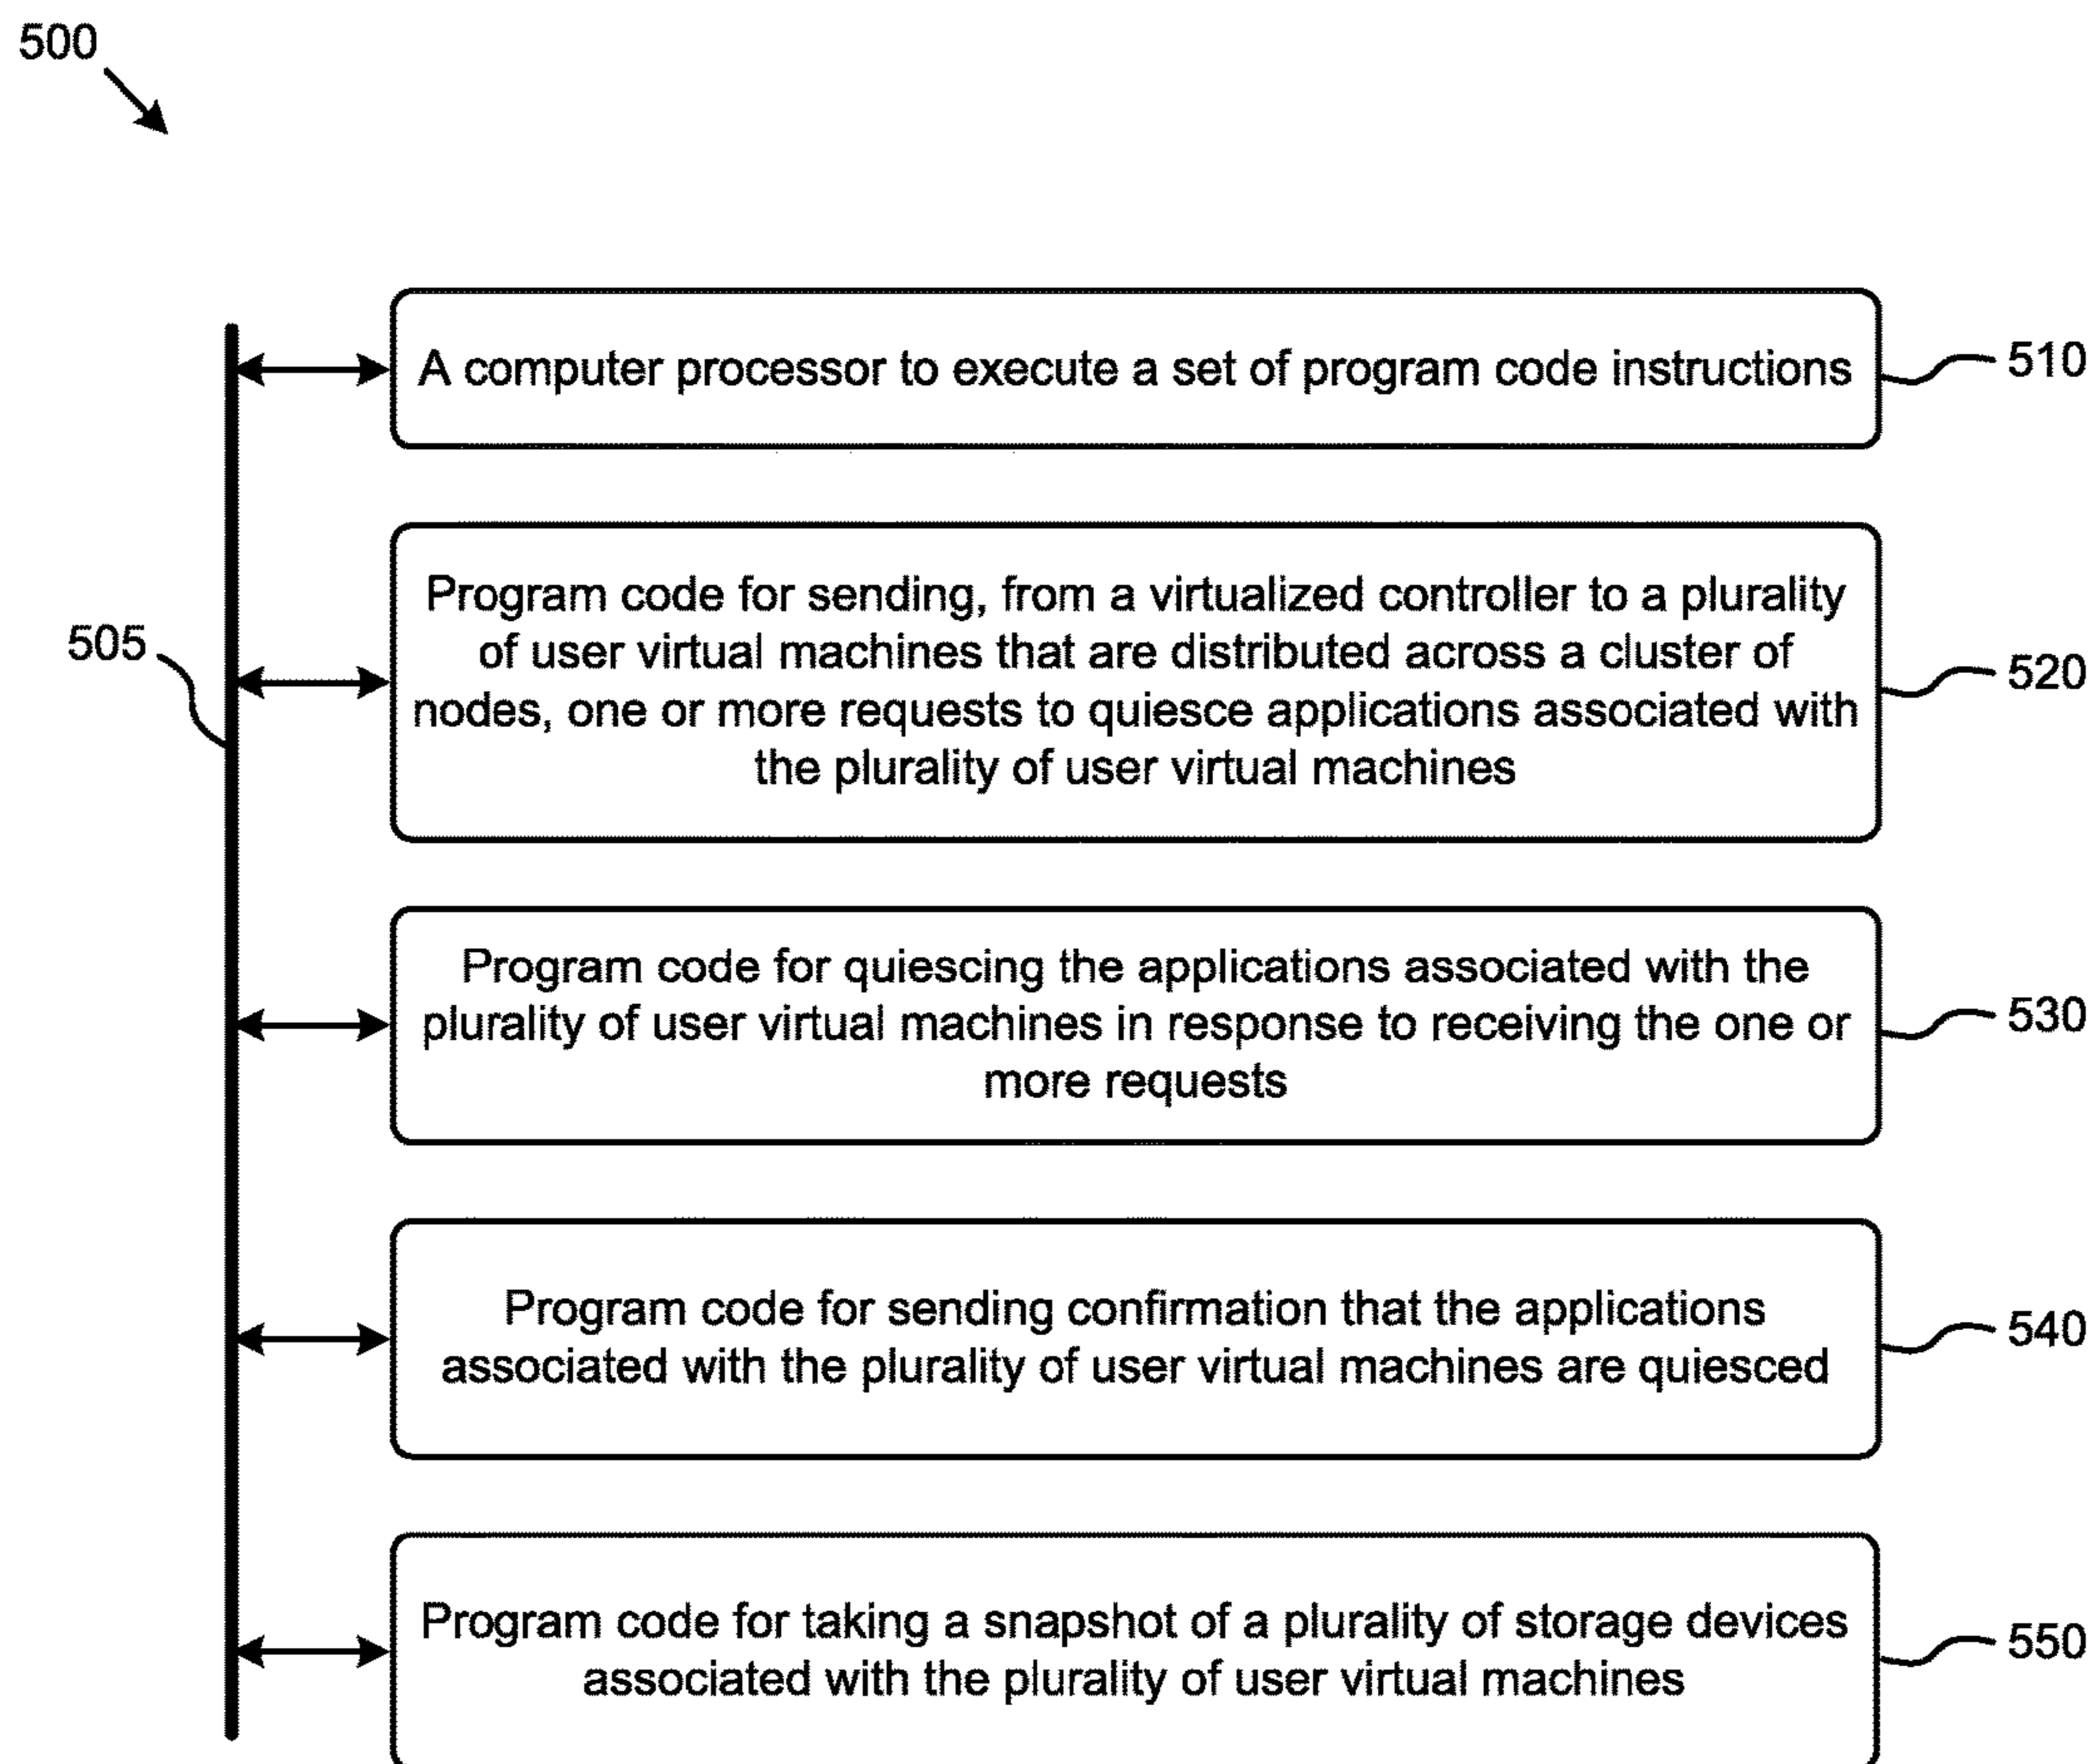 500
A computer processor to execute a set of program code instructions
510
Program code for sending, from a virtualized controller to a plurality
of user virtual machines that are distributed across a cluster of
nodes, one or more requests to quiesce applications associated with
the plurality of user virtual machines
505
520
Program code for quiescing the applications associated with the
plurality of user virtual machines in response to receiving the one or
more requests
530
Program code for sending confirmation that the applications
associated with the plurality of user virtual machines are quiesced
540
Program code for taking a snapshot of a plurality of storage devices
associated with the plurality of user virtual machines
550